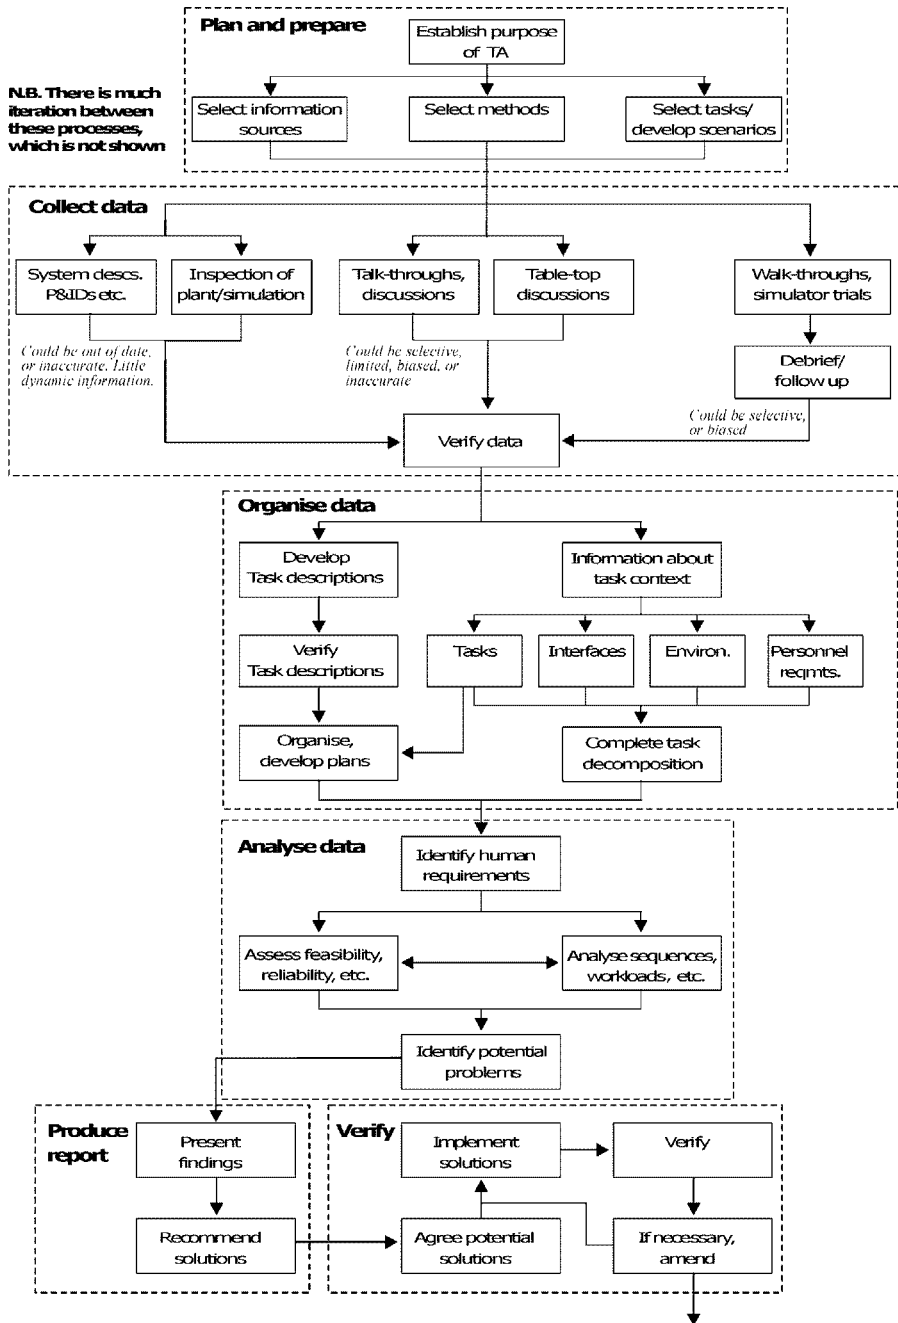 Plan and prepare
Establish purpose
of TA
N.B. There is much
iteration between
these processes,
which is not shown
Select information
sources
Select methods
Select tasks/
develop scenarios
Collect data
System descs.
P&IDs etc.
Inspection of
plant/simulation
Talk-throughs,
discussions
Table-top
discussions
Walk-throughs,
simulator trials
Could be out of date,
or inaccurate. Little
dynamic information.
Could be selective,
limited, biased, or
inaccurate
Debrief/
follow up
Could be selective,
or biased
Verify data
Organise data
Develop
Task descriptions
Information about
task context
Verify
Task descriptions
Tasks
Interfaces
Environ.
Personnel
reqmts.
Organise,
develop plans
Complete task
decomposition
Analyse data
Identify human
requirements
Assess feasibility,
reliability, etc.
Analyse sequences,
workloads, etc.
Identify potential
problems
Produce
report
Present
findings
Recommend
solutions
Verify
Implement
solutions
Verify
Agree potential
solutions
If necessary,
amend